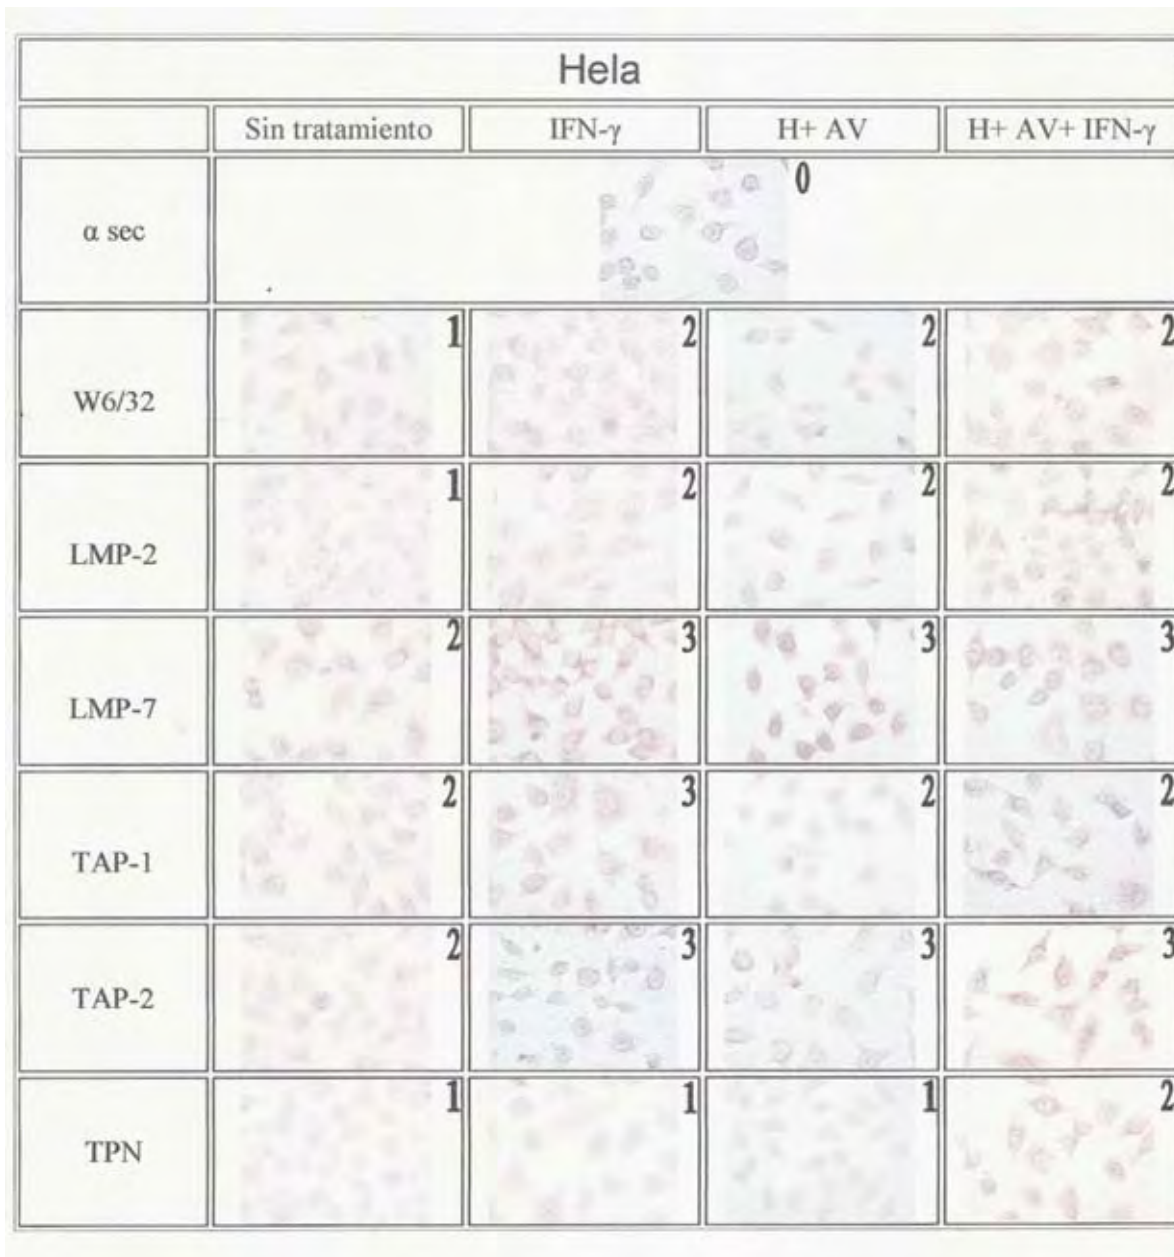 Hela
Sin tratamiento IFN-γ H+ AV H+ AV+ IFN-γ
α sec 0
W6/32 1 2 2 2
LMP-2 1 2 2 2
LMP-7 2 3 3 3
TAP-1 2 3 2 2
TAP-2 2 3 3 3
TPN 1 1 1 2